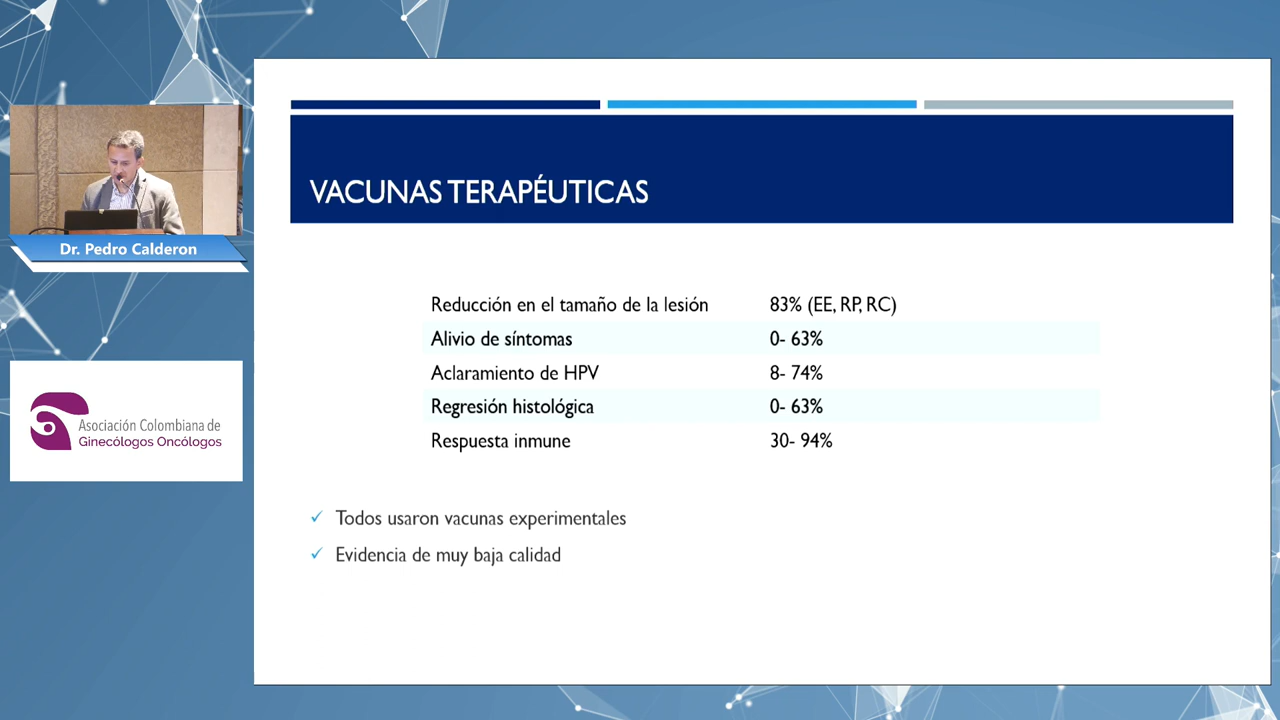 VACUNAS TERAPÉUTICAS
Dr. Pedro Calderon
Reducción en el tamaño de la lesión 83% (EE, RP, RC)
Alivio de síntomas 0- 63%
Aclaramiento de HPV 8- 74%
Regresión histológica 0- 63%
Respuesta inmune 30- 94%
Asociación Colombiana de
Ginecólogos Oncólogos
Todos usaron vacunas experimentales
Evidencia de muy baja calidad